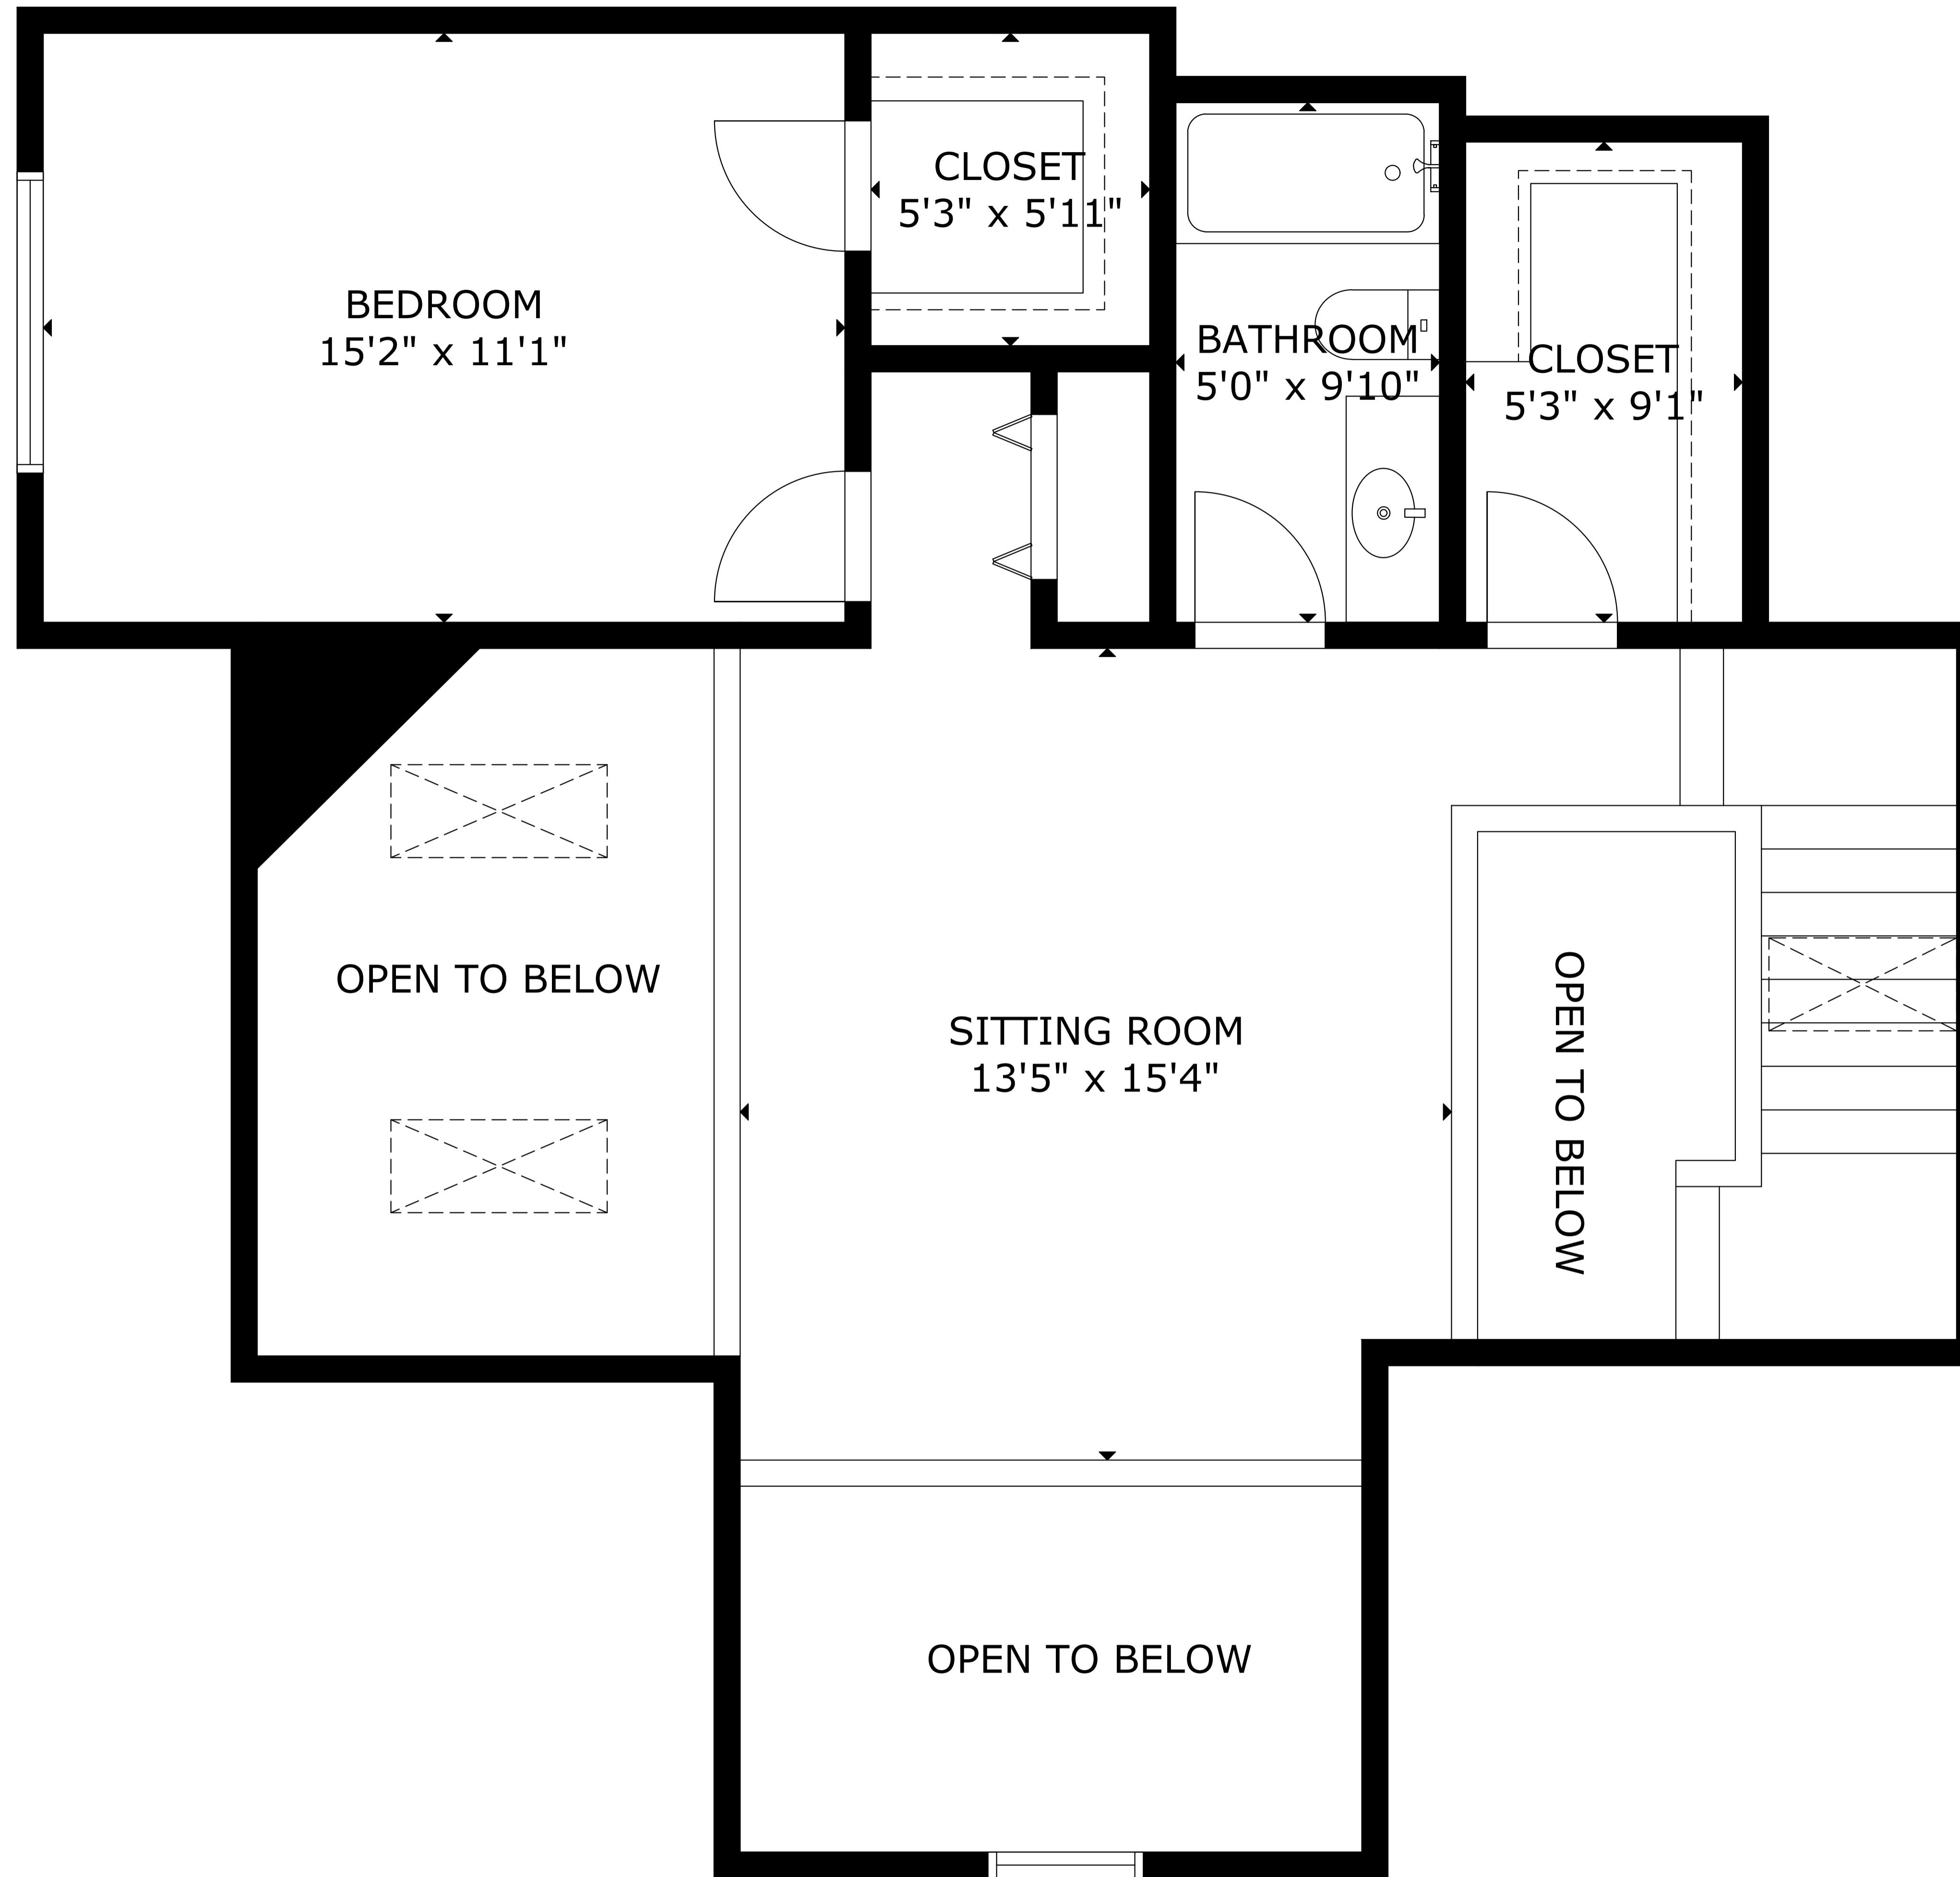 CLOSET
5'3" x 5'11"
BEDROOM
15'2" x 11'1"
BATHROOM
5'0" x 9'10"
CLOSET
5'3" x 9'1"
OPEN TO BELOW
SITTING ROOM
13'5" x 15'4"
OPEN TO BELOW
OPEN TO BELOW